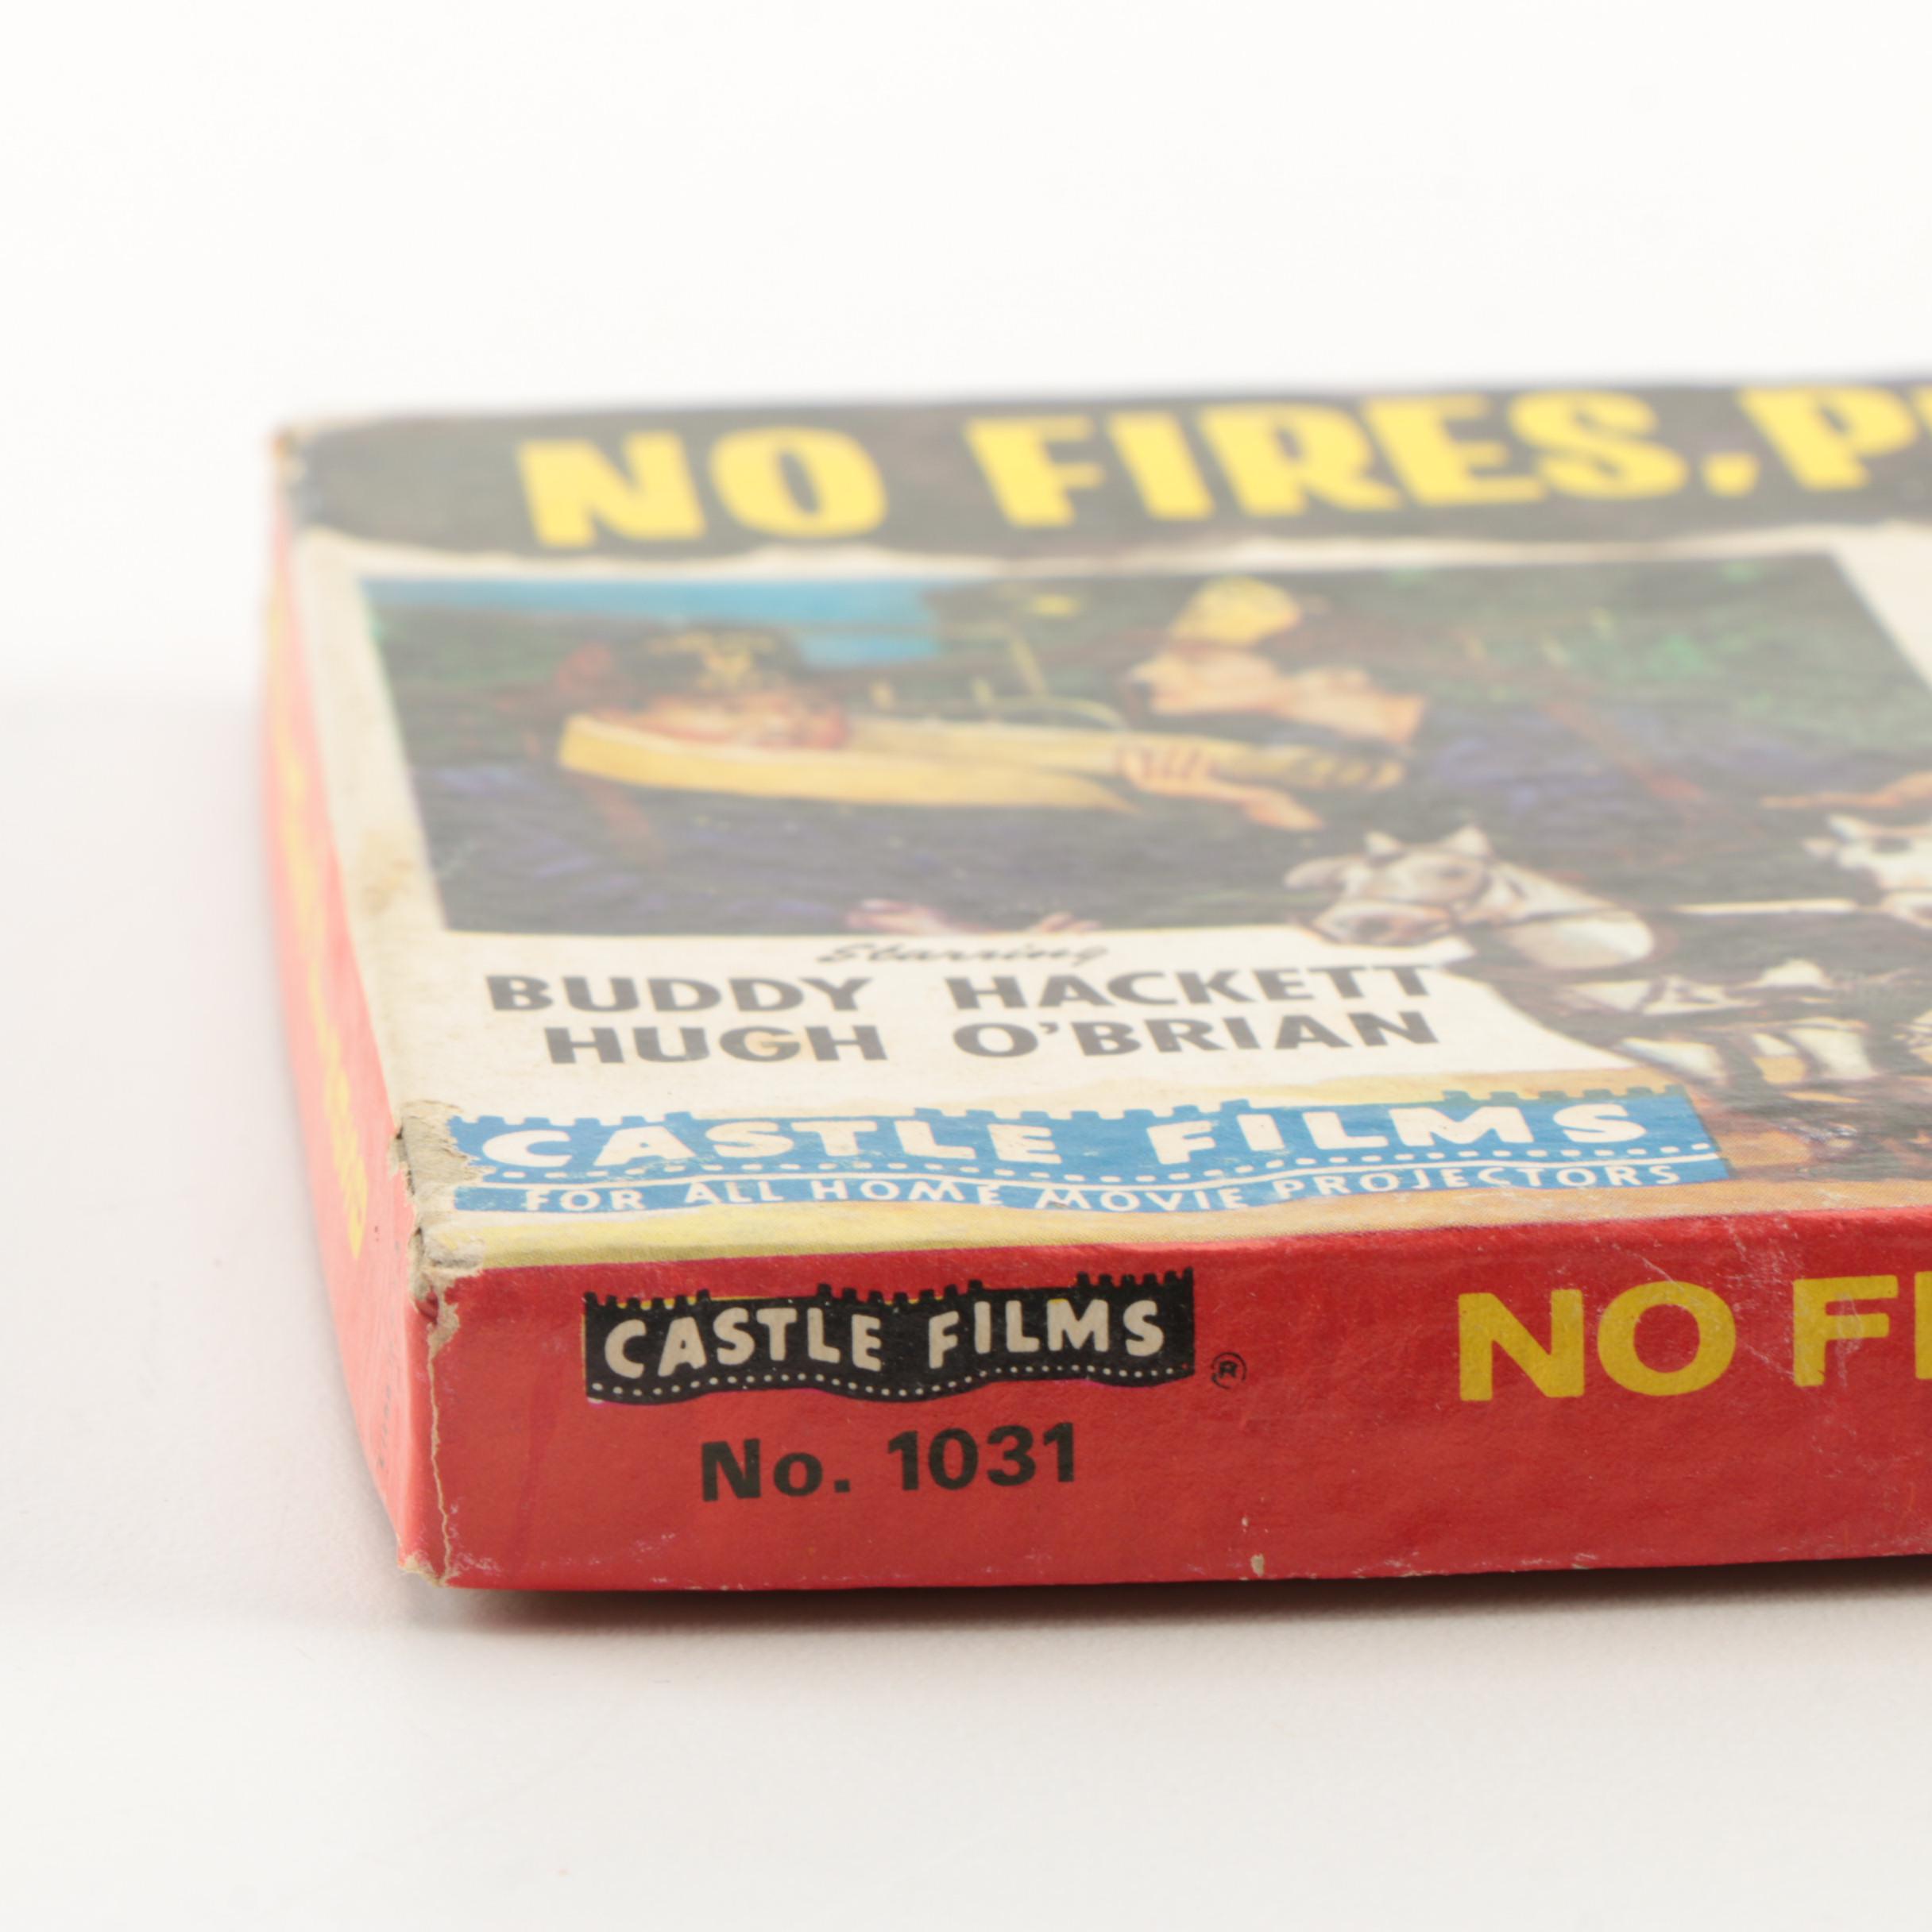 NO FIRES, P
Starring
BUDDY HACKETT
HUGH O'BRIAN
CASTLE FILMS
FOR ALL HOME MOVIE PROJECTORS
CASTLE FILMS ®
No. 1031
NO F